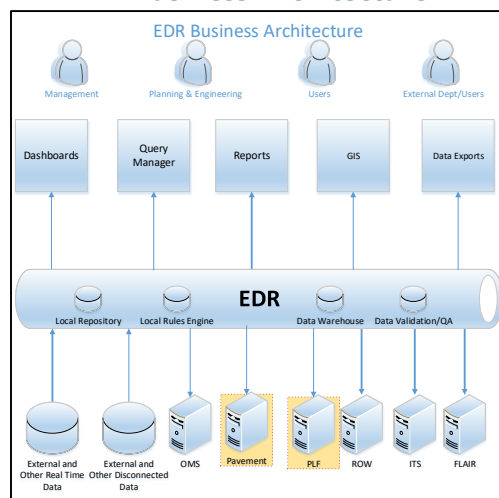 EDR Business Architecture
Management
Planning & Engineering
Users
External Dept/Users
Dashboards
Query
Manager
Reports
GIS
Data Exports
EDR
Local Repository
Local Rules Engine
Data Warehouse
Data Validation/QA
External and
Other Real Time
Data
External and
Other Disconnected
Data
OMS
Pavement
PLF
ROW
ITS
FLAIR